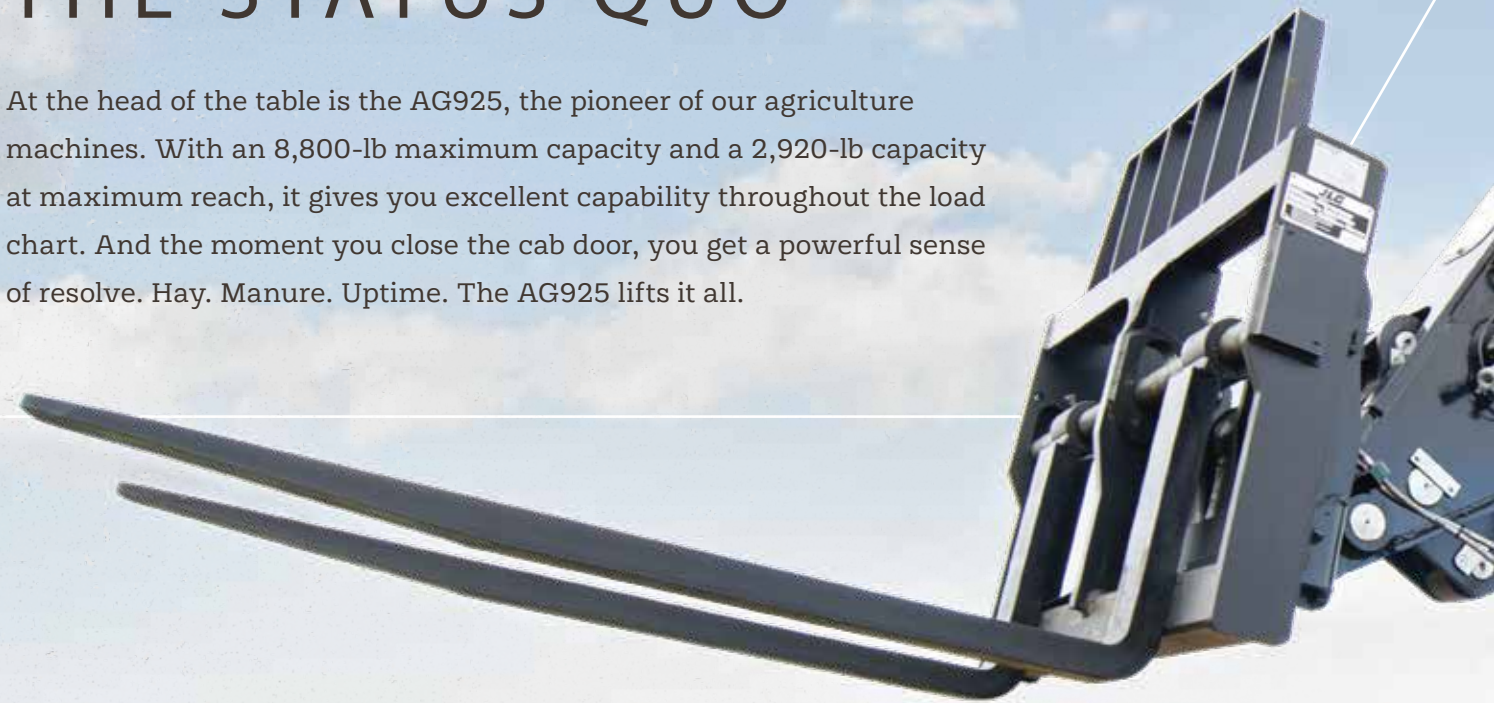 THE STATUS QUO
At the head of the table is the AG925, the pioneer of our agriculture
machines. With an 8,800-lb maximum capacity and a 2,920-lb capacity
at maximum reach, it gives you excellent capability throughout the load
chart. And the moment you close the cab door, you get a powerful sense
of resolve. Hay. Manure. Uptime. The AG925 lifts it all.
JLG